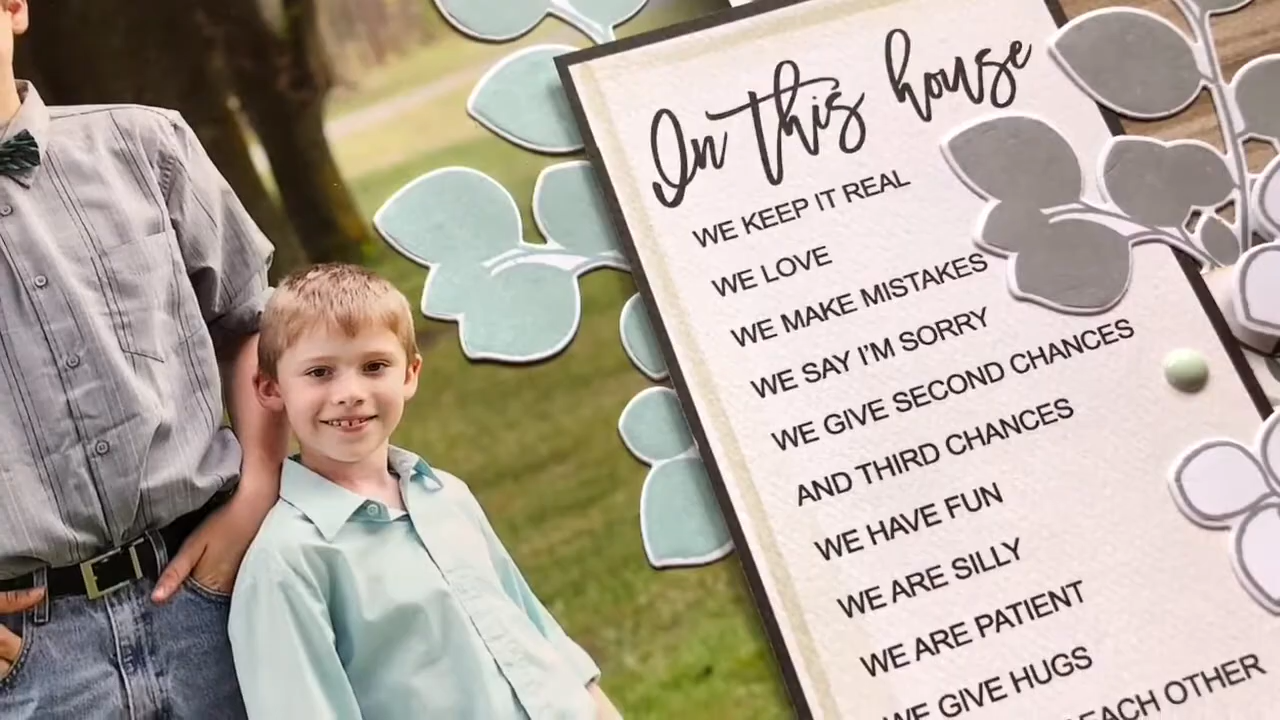 In this house
WE KEEP IT REAL
WE LOVE
WE MAKE MISTAKES
WE SAY I'M SORRY
WE GIVE SECOND CHANCES
AND THIRD CHANCES
WE HAVE FUN
WE ARE SILLY
WE ARE PATIENT
WE GIVE HUGS
EACH OTHER